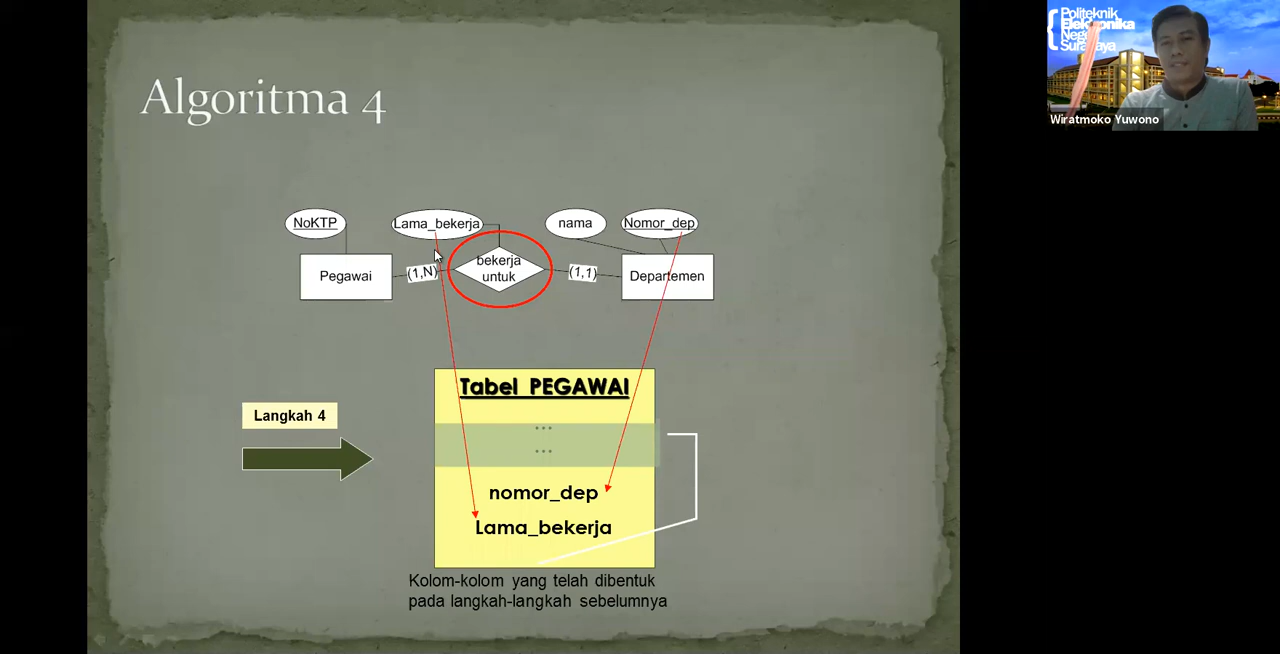 Algoritma 4
NoKTP
Lama_bekerja
nama
Nomor_dep
Pegawai
(1,N)
bekerja
untuk
(1,1)
Departemen
Tabel PEGAWAI
...
...
nomor_dep
Lama_bekerja
Langkah 4
Kolom-kolom yang telah dibentuk
pada langkah-langkah sebelumnya
Politeknik
Elektronika
Negeri
Surabaya
Wiratmoko Yuwono